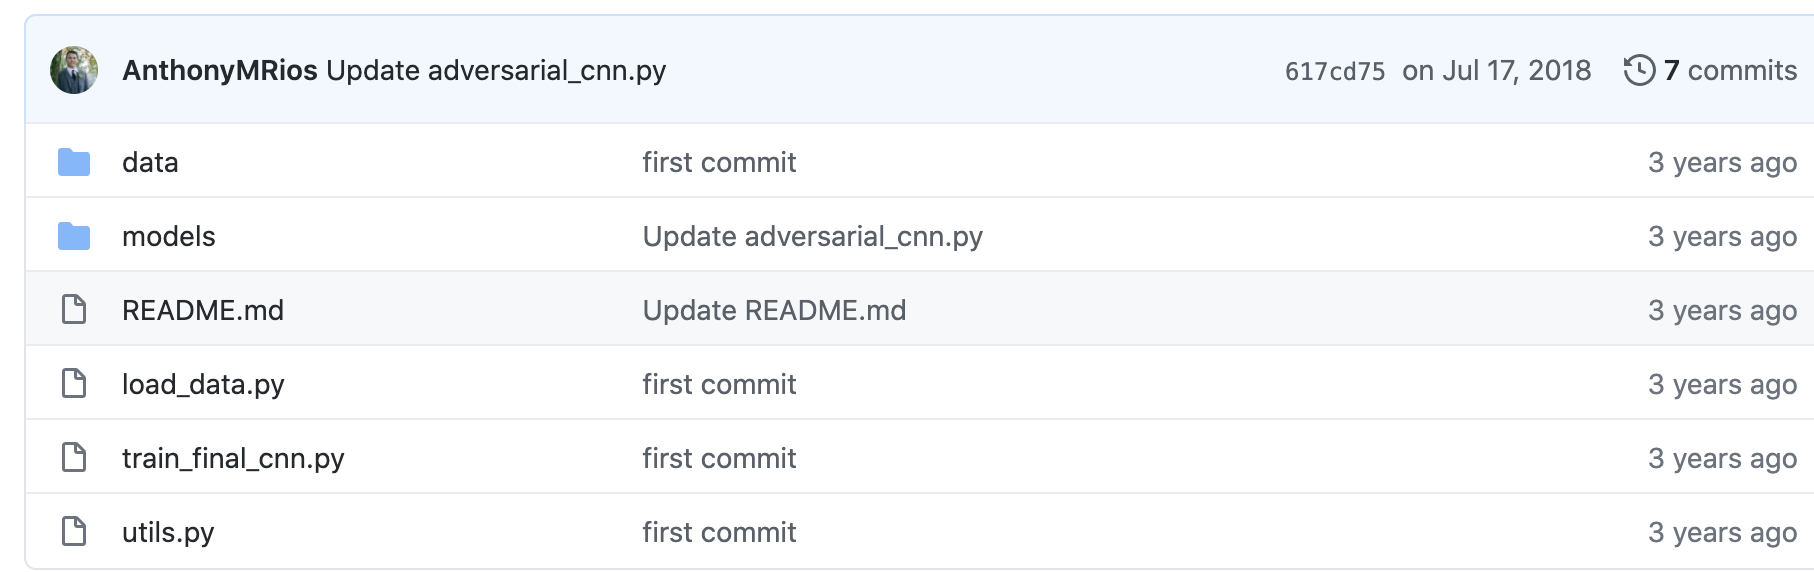 AnthonyMRios Update adversarial_cnn.py 617cd75 on Jul 17, 2018 7 commits
data first commit 3 years ago
models Update adversarial_cnn.py 3 years ago
README.md Update README.md 3 years ago
load_data.py first commit 3 years ago
train_final_cnn.py first commit 3 years ago
utils.py first commit 3 years ago